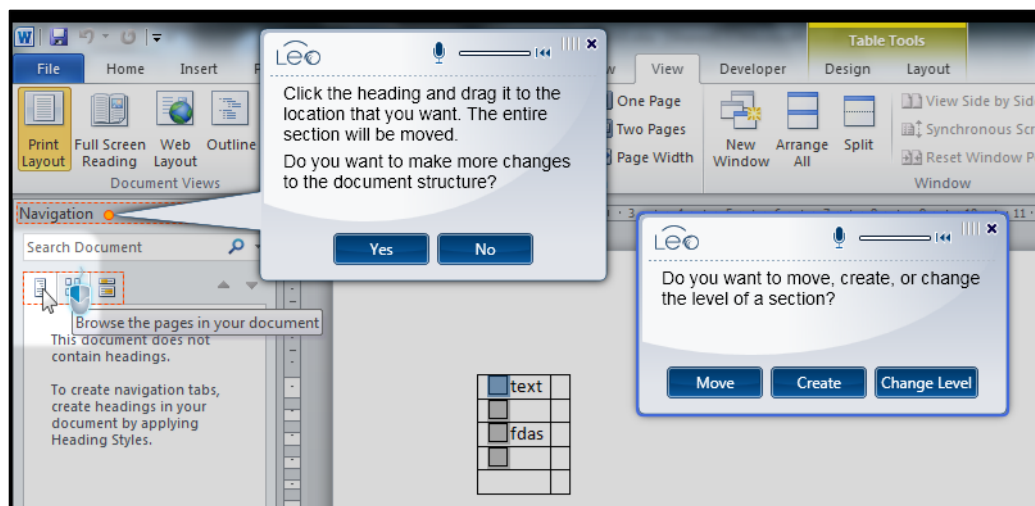 W
Table Tools
File Home Insert View Developer Design Layout
Print Layout
Full Screen Reading
Web Layout
Outline
Document Views
One Page
Two Pages
Page Width
New Window
Arrange All
Split
View Side by Sid
Synchronous Scr
Reset Window P
Window
Leo
Click the heading and drag it to the
location that you want. The entire
section will be moved.
Do you want to make more changes
to the document structure?
Yes No
Navigation
Search Document
Browse the pages in your document
This document does not
contain headings.
To create navigation tabs,
create headings in your
document by applying
Heading Styles.
11
Leo
Do you want to move, create, or change
the level of a section?
Move Create Change Level
text
fdas